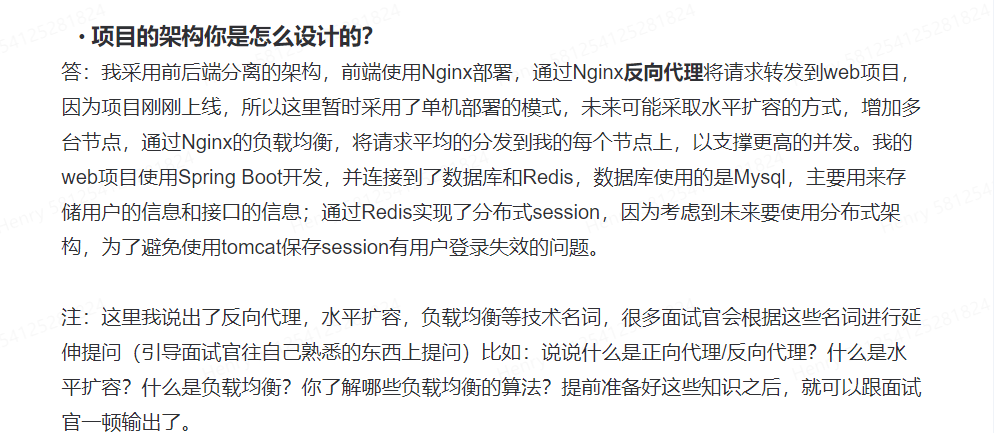 • 项目的架构你是怎么设计的?
答：我采用前后端分离的架构，前端使用Nginx部署，通过Nginx反向代理将请求转发到web项目，
因为项目刚刚上线，所以这里暂时采用了单机部署的模式，未来可能采取水平扩容的方式，增加多
台节点，通过Nginx的负载均衡，将请求平均的分发到我的每个节点上，以支撑更高的并发。我的
web项目使用Spring Boot开发，并连接到了数据库和Redis，数据库使用的是Mysql，主要用来存
储用户的信息和接口的信息；通过Redis实现了分布式session，因为考虑到未来要使用分布式架
构，为了避免使用tomcat保存session有用户登录失效的问题。
注：这里我说出了反向代理，水平扩容，负载均衡等技术名词，很多面试官会根据这些名词进行延
伸提问（引导面试官往自己熟悉的东西上提问）比如：说说什么是正向代理/反向代理？什么是水
平扩容？什么是负载均衡？你了解哪些负载均衡的算法？提前准备好这些知识之后，就可以跟面试
官一顿输出了。